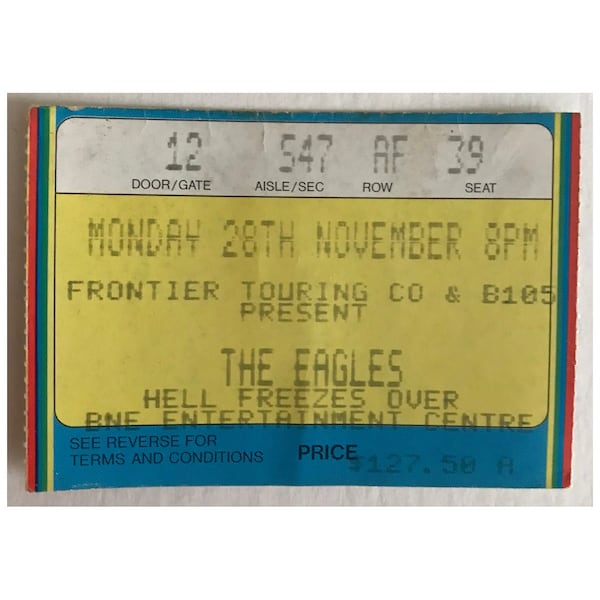 12 547 AF 39
DOOR/GATE AISLE/SEC ROW SEAT
MONDAY 28TH NOVEMBER 8PM
FRONTIER TOURING CO & B105
PRESENT
THE EAGLES
HELL FREEZES OVER
BNE ENTERTAINMENT CENTRE
SEE REVERSE FOR
TERMS AND CONDITIONS
PRICE $127.50 A